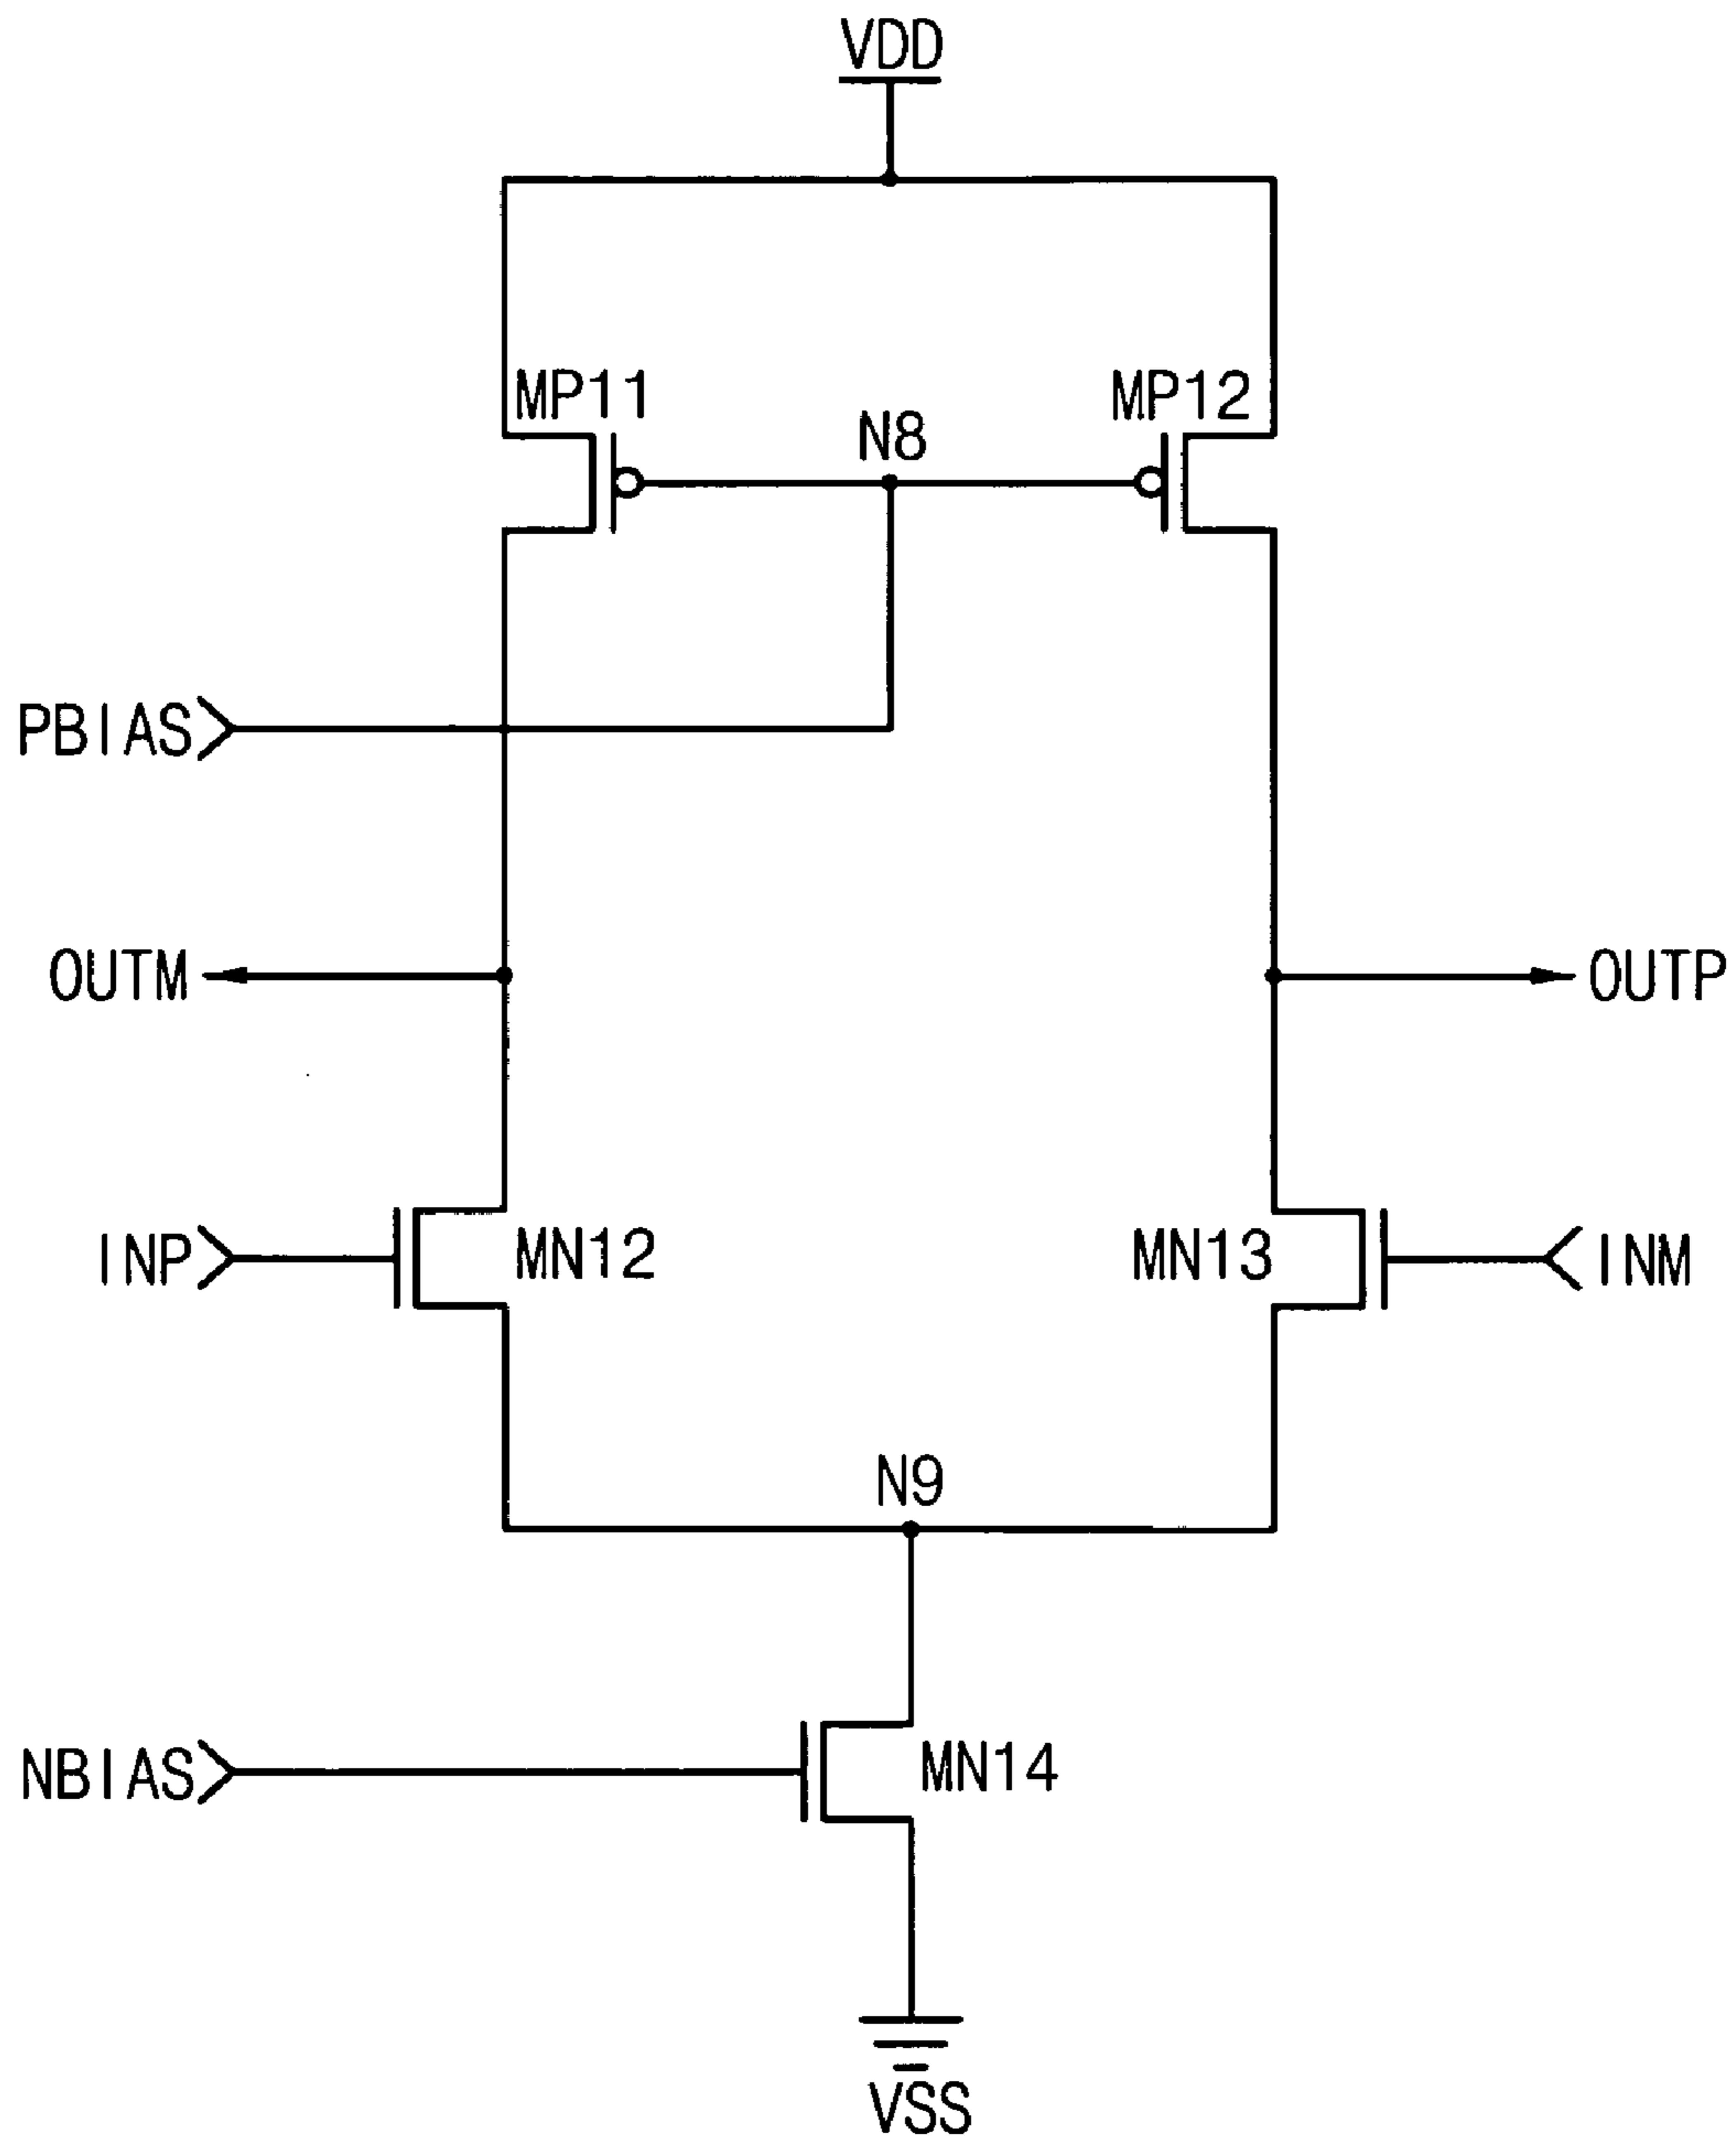 VDD
MP11
MP12
N8
PBIAS
OUTM
OUTP
INP
MN12
MN13
INM
N9
NBIAS
MN14
VSS